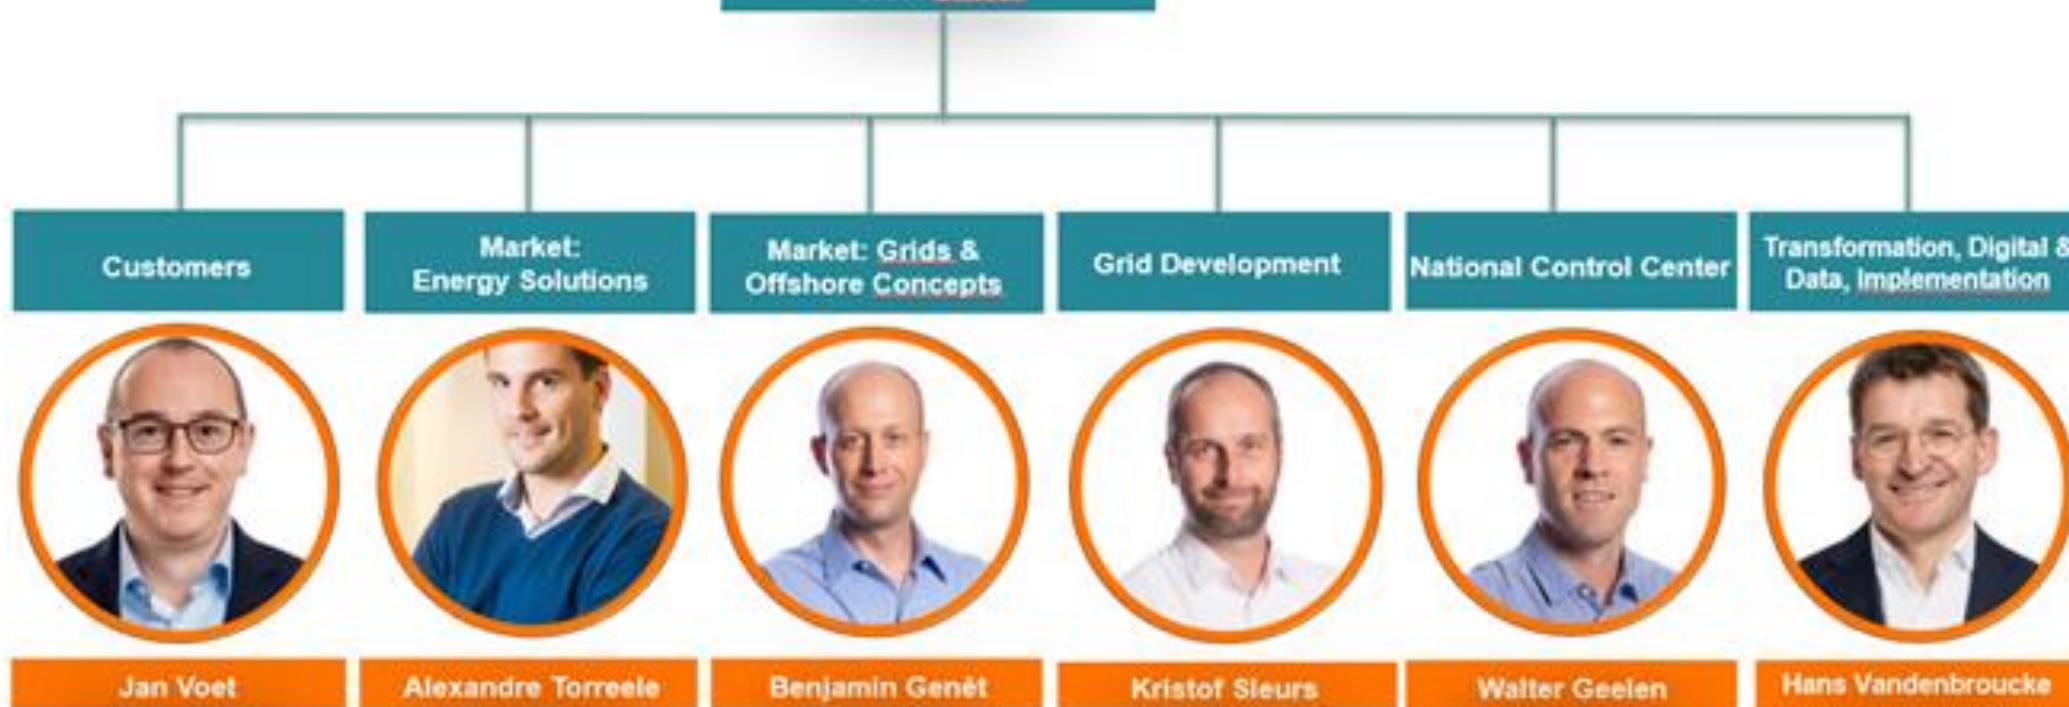 Customers
Market:
Energy Solutions
Market: Grids &
Offshore Concepts
Grid Development
National Control Center
Transformation, Digital &
Data, Implementation
Jan Voet
Alexandre Torreele
Benjamin Genêt
Kristof Sleurs
Walter Geelen
Hans Vandenbroucke